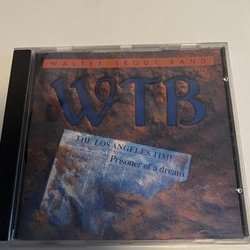 WALTER TROUT BAND
WTB
THE LOS ANGELES TIME
Prisoner of a dream